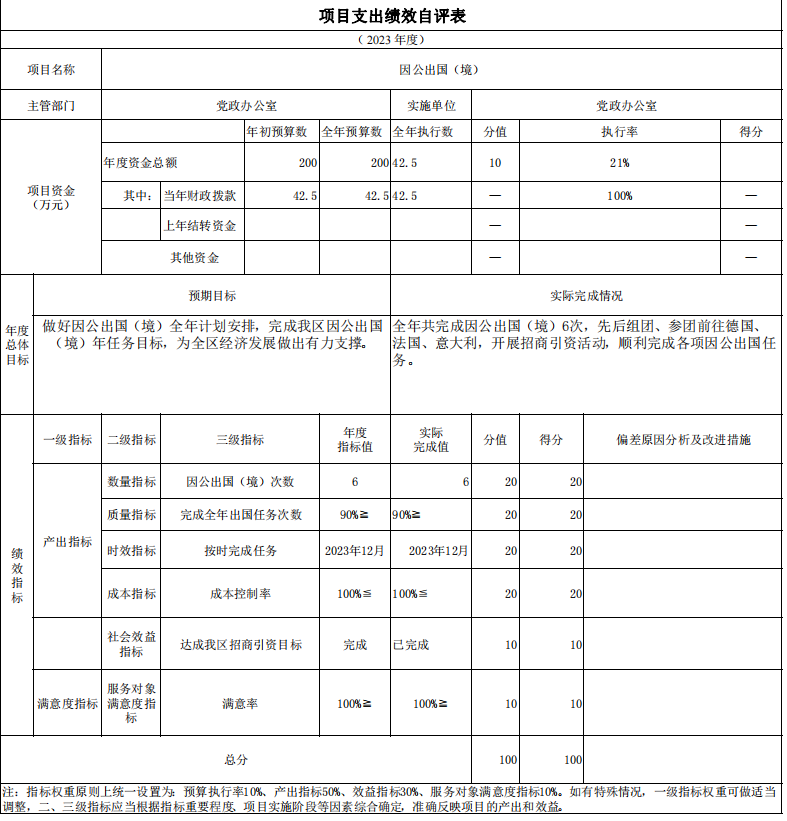 项目支出绩效自评表
（2023年度）
项目名称 因公出国（境）
主管部门 党政办公室 实施单位 党政办公室
项目资金
（万元）
年初预算数 全年预算数 全年执行数 分值 执行率 得分
年度资金总额 200 200 42.5 10 21%
其中: 当年财政拨款 42.5 42.5 42.5 — 100% —
上年结转资金 — —
其他资金 — —
年度
总体
目标
预期目标 实际完成情况
做好因公出国（境）全年计划安排，完成我区因公出国
（境）年任务目标，为全区经济发展做出有力支撑。
全年共完成因公出国（境）6次，先后组团、参团前往德国、
法国、意大利，开展招商引资活动，顺利完成各项因公出国任
务。
绩
效
指
标
一级指标 二级指标 三级指标 年度
指标值 实际
完成值 分值 得分 偏差原因分析及改进措施
产出指标
数量指标 因公出国（境）次数 6 6 20 20
质量指标 完成全年出国任务次数 90%≧ 90%≧ 20 20
时效指标 按时完成任务 2023年12月 2023年12月 20 20
成本指标 成本控制率 100%≦ 100%≦ 20 20
社会效益
指标 达成我区招商引资目标 完成 已完成 10 10
满意度指标 服务对象
满意度指
标 满意率 100%≧ 100%≧ 10 10
总分 100 100
注：指标权重原则上统一设置为：预算执行率10%、产出指标50%、效益指标30%、服务对象满意度指标10%。如有特殊情况，一级指标权重可做适当
调整，二、三级指标应当根据指标重要程度、项目实施阶段等因素综合确定，准确反映项目的产出和效益。